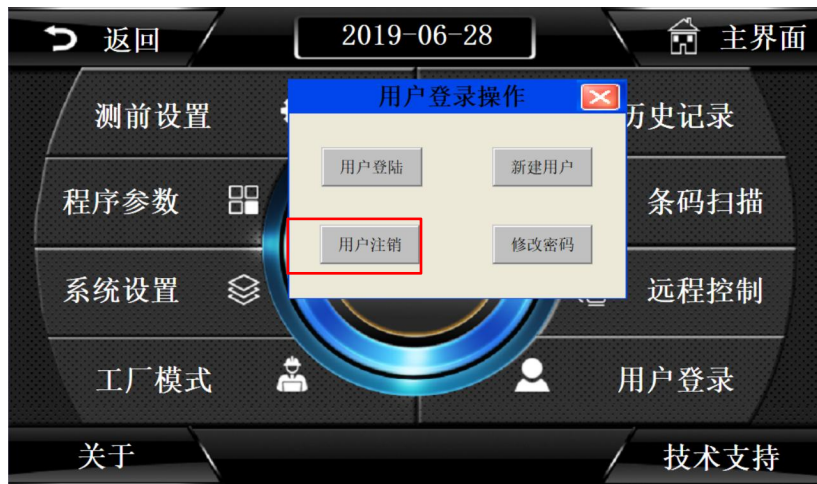 返回
2019-06-28
主界面
测前设置
用户登录操作
历史记录
用户登陆
新建用户
程序参数
条码扫描
用户注销
修改密码
系统设置
远程控制
工厂模式
用户登录
关于
技术支持